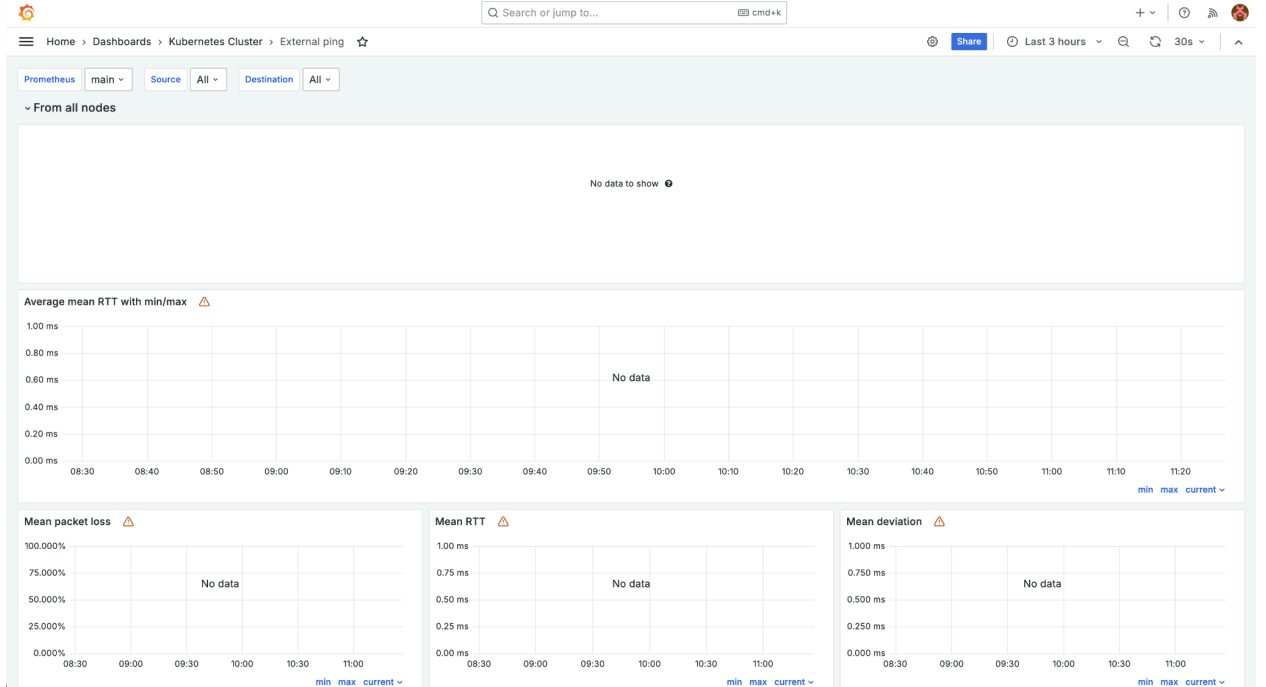 Search or jump to... cmd+k
Home › Dashboards › Kubernetes Cluster › External ping Share Last 3 hours 30s
Prometheus main Source All Destination All
From all nodes
No data to show
Average mean RTT with min/max
1.00 ms
0.80 ms
0.60 ms
No data
0.40 ms
0.20 ms
0.00 ms
08:30 08:40 08:50 09:00 09:10 09:20 09:30 09:40 09:50 10:00 10:10 10:20 10:30 10:40 10:50 11:00 11:10 11:20
min max current
Mean packet loss
100.000%
75.000%
No data
50.000%
25.000%
0.000%
08:30 09:00 09:30 10:00 10:30 11:00
min max current
Mean RTT
1.00 ms
0.75 ms
No data
0.50 ms
0.25 ms
0.00 ms
08:30 09:00 09:30 10:00 10:30 11:00
min max current
Mean deviation
1.000 ms
0.750 ms
No data
0.500 ms
0.250 ms
0.000 ms
08:30 09:00 09:30 10:00 10:30 11:00
min max current